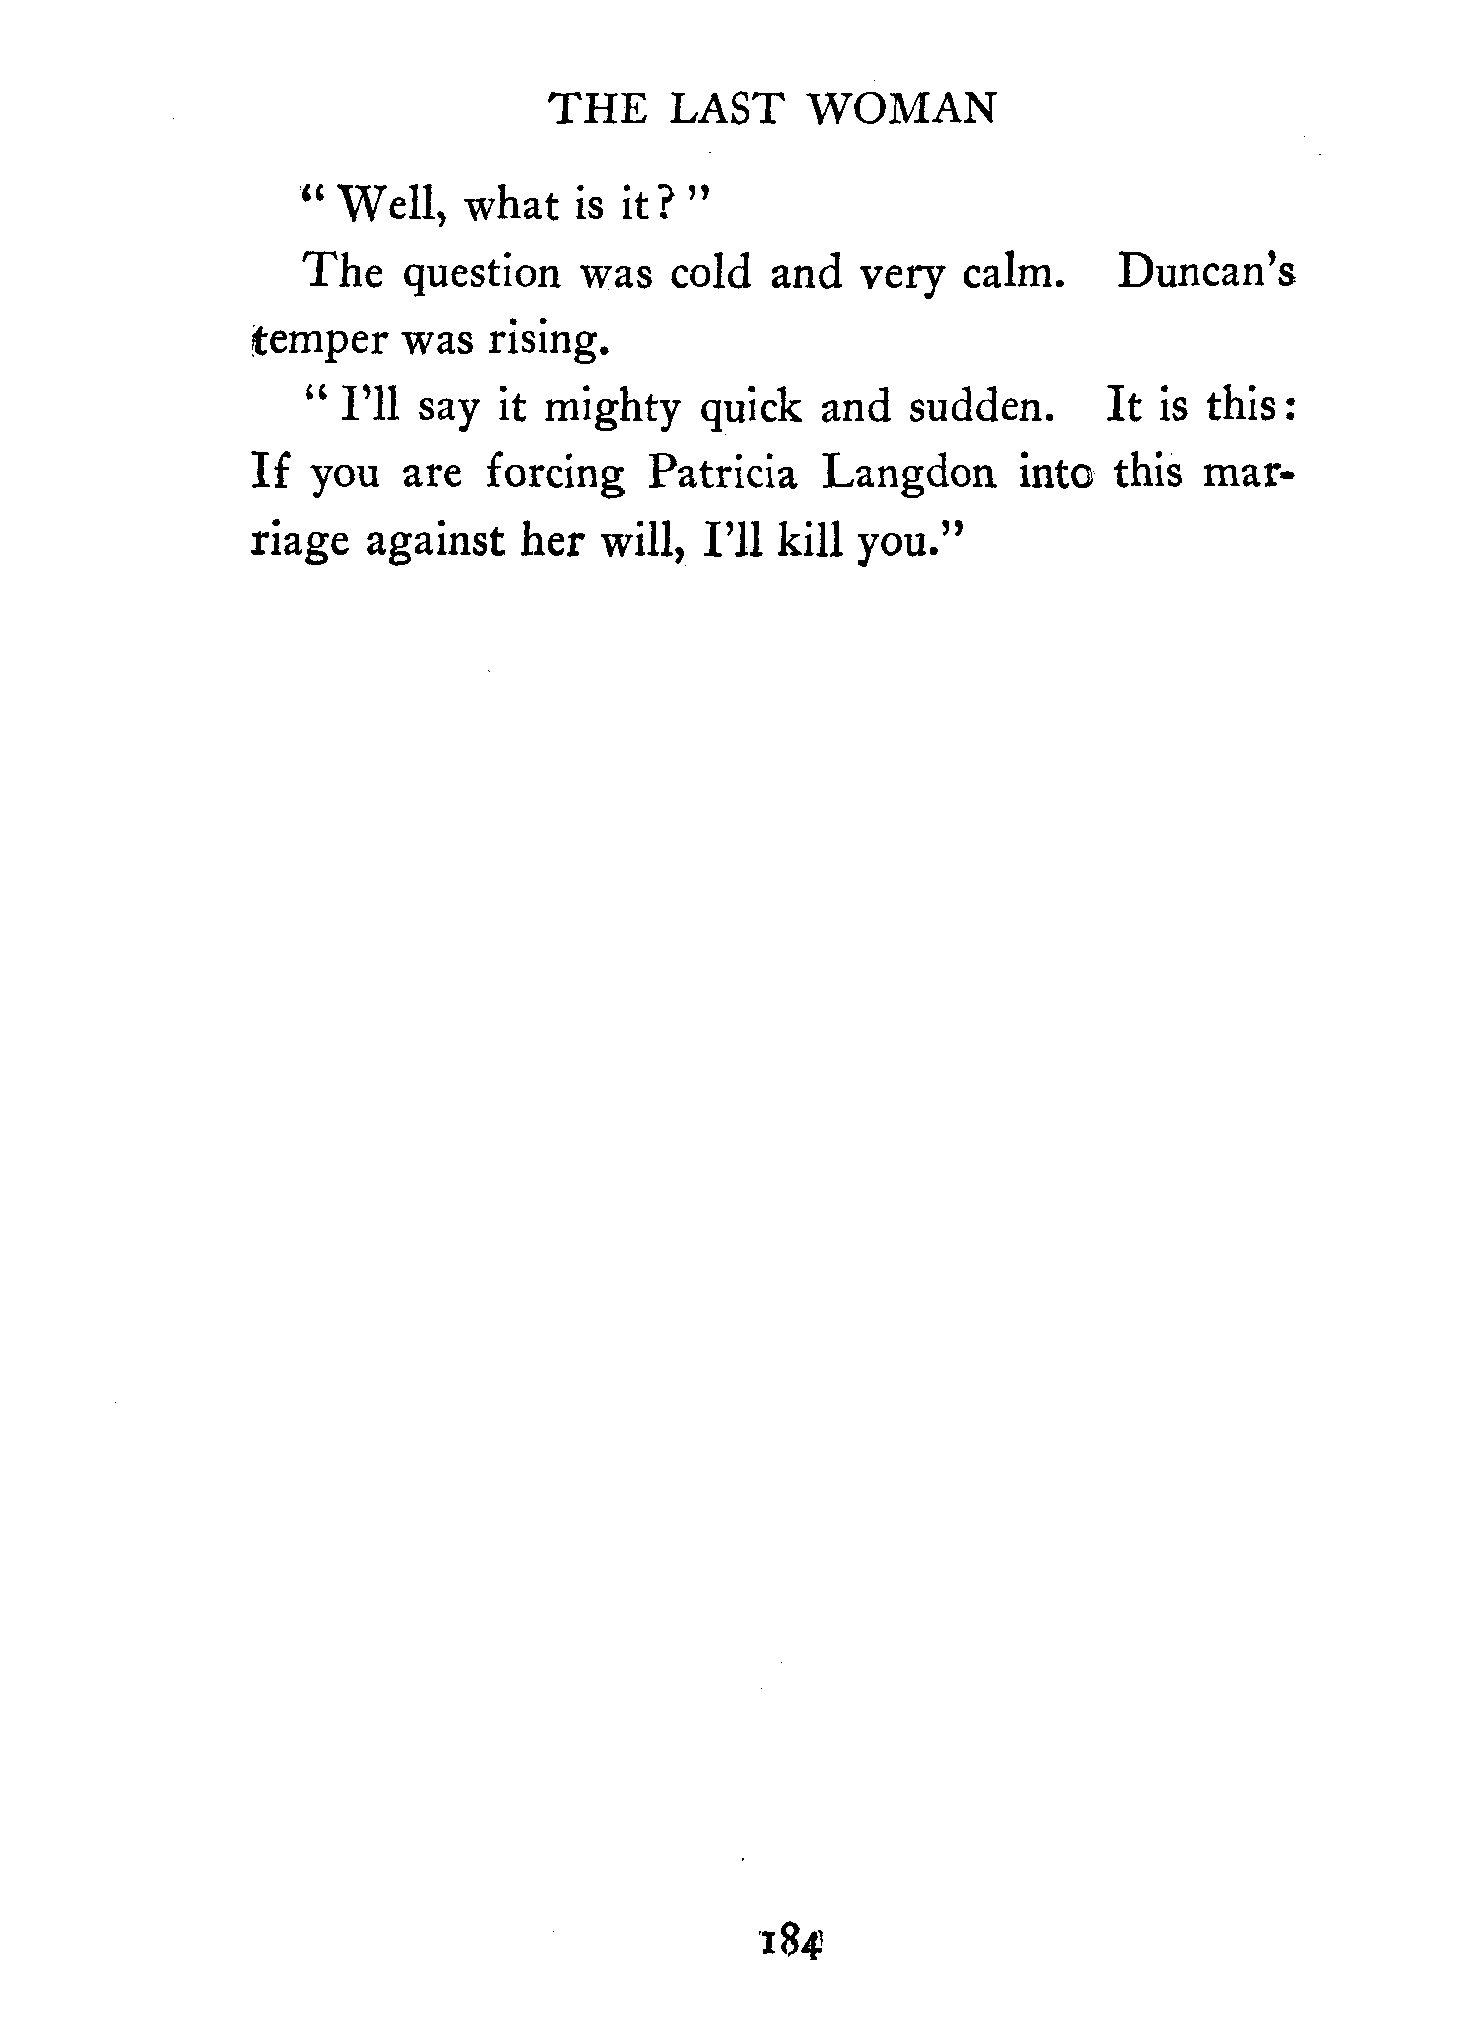 THE LAST WOMAN
“ Well, what is it? ”
The question was cold and very calm. Duncan’s
temper was rising.
“ I’ll say it mighty quick and sudden. It is this:
If you are forcing Patricia Langdon into this mar-
riage against her will, I’ll kill you.”
184